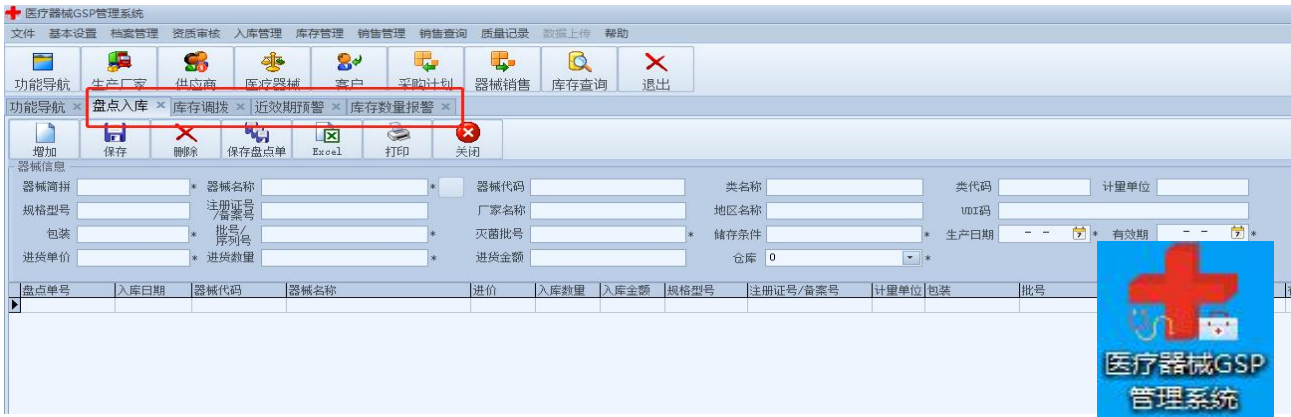 医疗器械GSP管理系统
文件 基本设置 档案管理 资质审核 入库管理 库存管理 销售管理 销售查询 质量记录 数据上传 帮助
功能导航 生产厂家 供应商 医疗器械 客户 采购计划 器械销售 库存查询 退出
功能导航 × 盘点入库 × 库存调拨 × 近效期预警 × 库存数量报警 ×
增加 保存 删除 保存盘点单 Excel 打印 关闭
器械信息
器械简拼 * 器械名称 * 器械代码 类名称 类代码 计量单位
规格型号 注册证号/备案号 厂家名称 地区名称 UDI码
包装 * 批号/序列号 * 灭菌批号 * 储存条件 * 生产日期 - - 7 * 有效期 - - 7 *
进货单价 * 进货数量 * 进货金额 仓库 0 *
盘点单号 入库日期 器械代码 器械名称 进价 入库数量 入库金额 规格型号 注册证号/备案号 计量单位 包装 批号
医疗器械GSP
管理系统